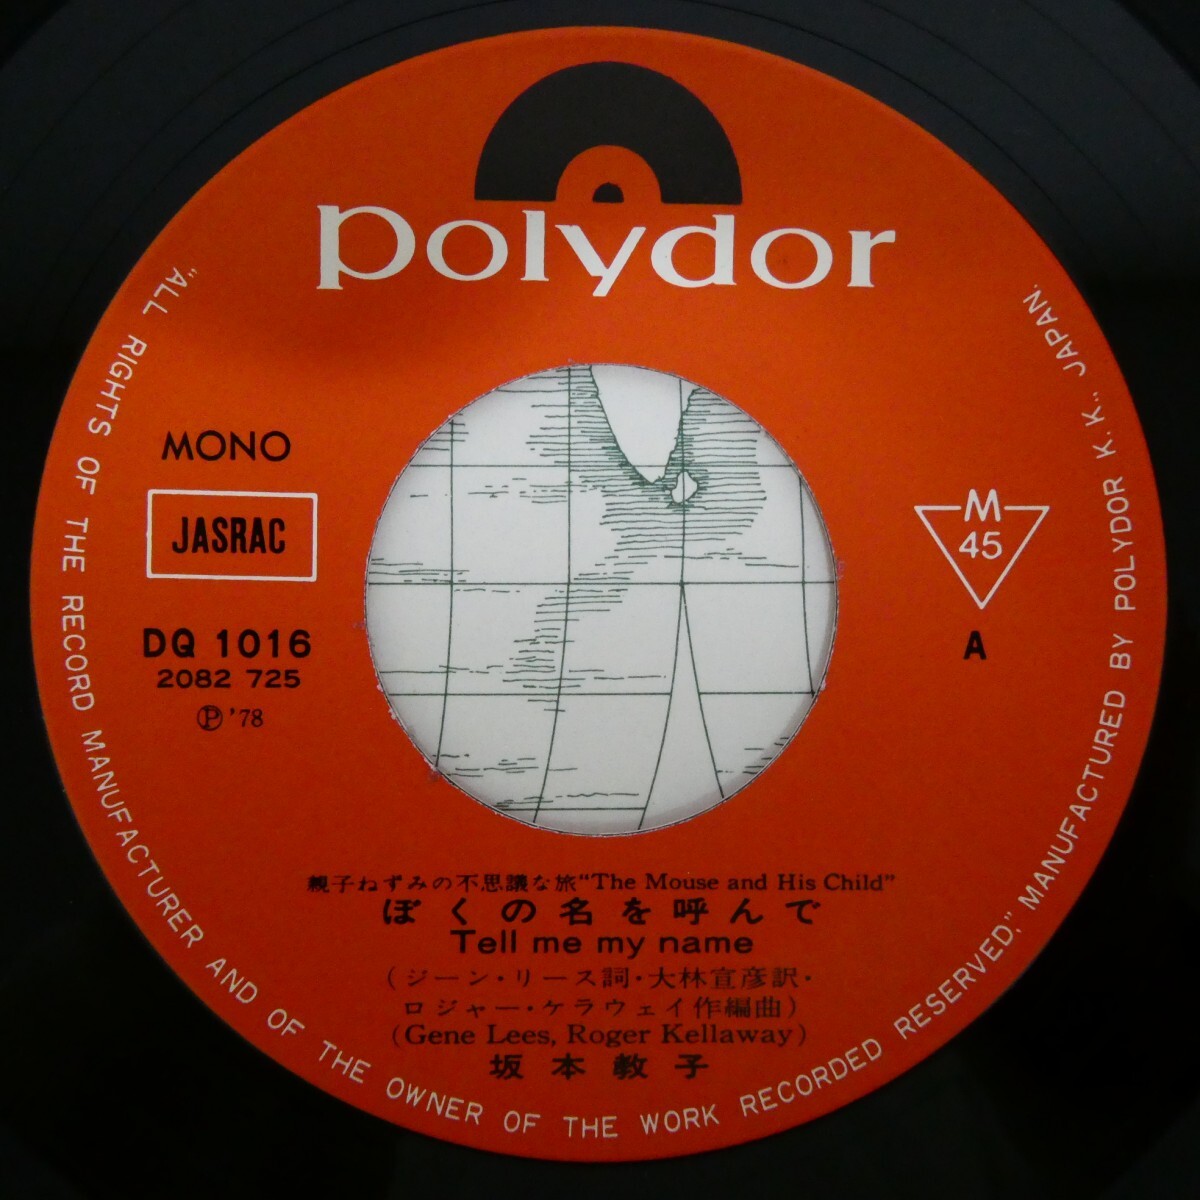 polydor
MONO
JASRAC
DQ 1016
2082 725
Ⓟ '78
M
45
A
親子ねずみの不思議な旅“The Mouse and His Child”
ぼくの名を呼んで
Tell me my name
(ジーン・リース詞・大林宣彦訳・
ロジャー・ケラウェイ作編曲)
(Gene Lees, Roger Kellaway)
坂本教子
“ALL RIGHTS OF THE RECORD MANUFACTURER AND OF THE OWNER OF THE WORK RECORDED RESERVED,” MANUFACTURED BY POLYDOR K.K., JAPAN.